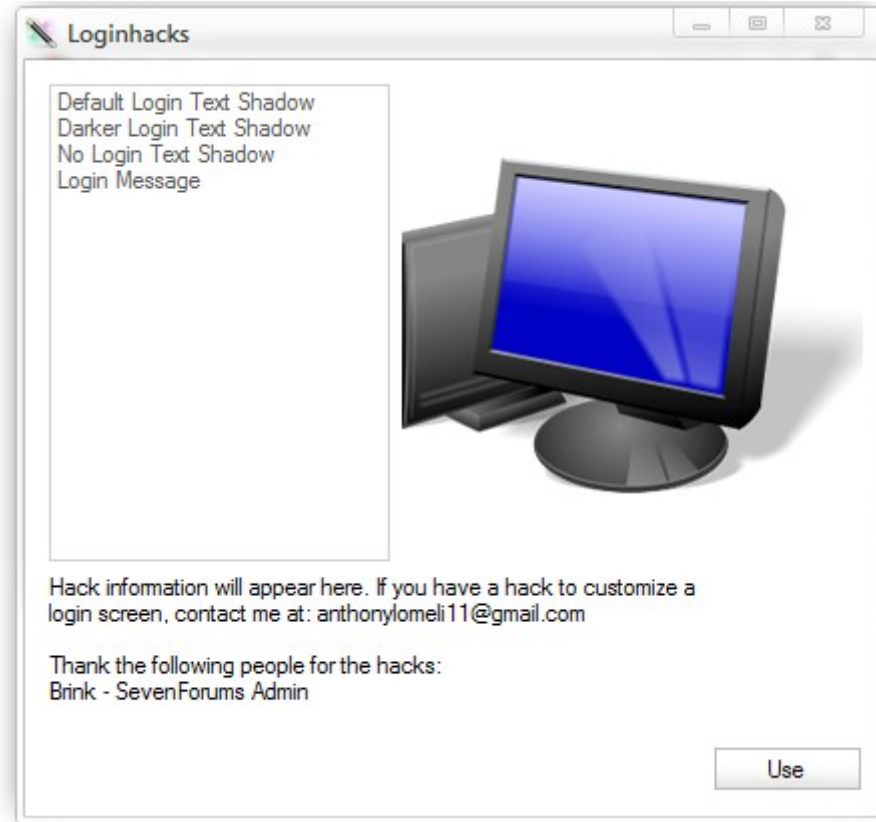 Loginhacks
Default Login Text Shadow
Darker Login Text Shadow
No Login Text Shadow
Login Message
Hack information will appear here. If you have a hack to customize a
login screen, contact me at: anthonylomeli11@gmail.com
Thank the following people for the hacks:
Brink - SevenForums Admin
Use